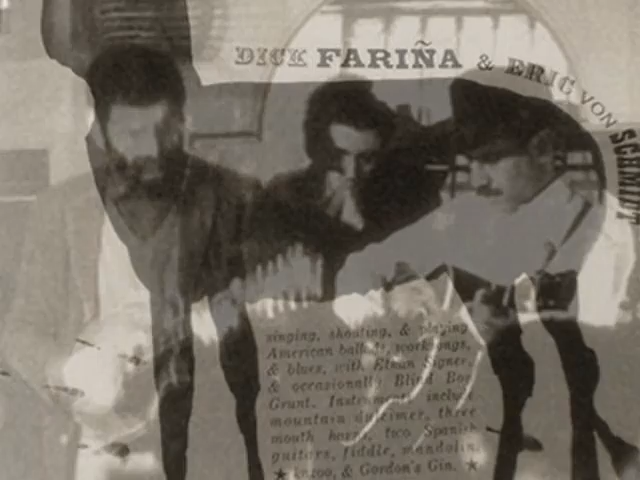 DICK FARIÑA & ERIC VON SCHMIDT
singing, shouting, & playing
American ballads, work songs,
& blues, with Ethan Signer,
& occasionally Blind Boy
Grunt. Instruments include
mountain dulcimer, three
mouth harps, two Spanish
guitars, fiddle, mandolin,
★ kazoo, & Gordon's Gin. ★